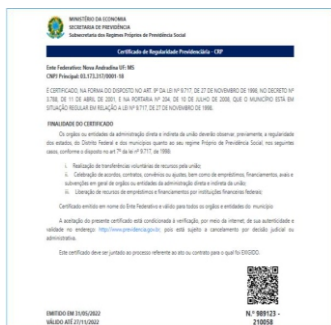 MINISTÉRIO DA ECONOMIA
SECRETARIA DE PREVIDÊNCIA
Subsecretaria dos Regimes Próprios de Previdência Social
Certificado de Regularidade Previdenciária - CRP
Ente Federativo: Nova Andradina UF: MS
CNPJ Principal: 03.173.317/0001-18
É CERTIFICADO, NA FORMA DO DISPOSTO NO ART. 9º DA LEI Nº 9.717, DE 27 DE NOVEMBRO DE 1998, NO DECRETO Nº
3.788, DE 11 DE ABRIL DE 2001, E NA PORTARIA Nº 204, DE 10 DE JULHO DE 2008, QUE O MUNICÍPIO ESTÁ EM
SITUAÇÃO REGULAR EM RELAÇÃO A LEI Nº 9.717, DE 27 DE NOVEMBRO DE 1998.
FINALIDADE DO CERTIFICADO
Os órgãos ou entidades da administração direta e indireta da união deverão observar, previamente, a regularidade
dos estados, do Distrito Federal e dos municípios quanto ao seu regime Próprio de Previdência Social, nos seguintes
casos, conforme o disposto no art. 7º da lei nº 9.717, de 1998:
i. Realização de transferências voluntárias de recursos pela união;
ii. Celebração de acordos, contratos, convênios ou ajustes, bem como de empréstimos, financiamentos, avais e
subvenções em geral de órgãos ou entidades da administração direta e indireta da união;
iii. Liberação de recursos de empréstimos e financiamentos por instituições financeiras federais;
Certificado emitido em nome do Ente Federativo e válido para todos os órgãos e entidades do município.
A aceitação do presente certificado está condicionada à verificação, por meio da internet, de sua autenticidade e
validade no endereço: http://www.previdencia.gov.br, pois está sujeito a cancelamento por decisão judicial ou
administrativa.
Este certificado deve ser juntado ao processo referente ao ato ou contrato para o qual foi EXIGIDO.
EMITIDO EM 31/05/2022
VÁLIDO ATÉ 27/11/2022
N.º 989123 -
210058